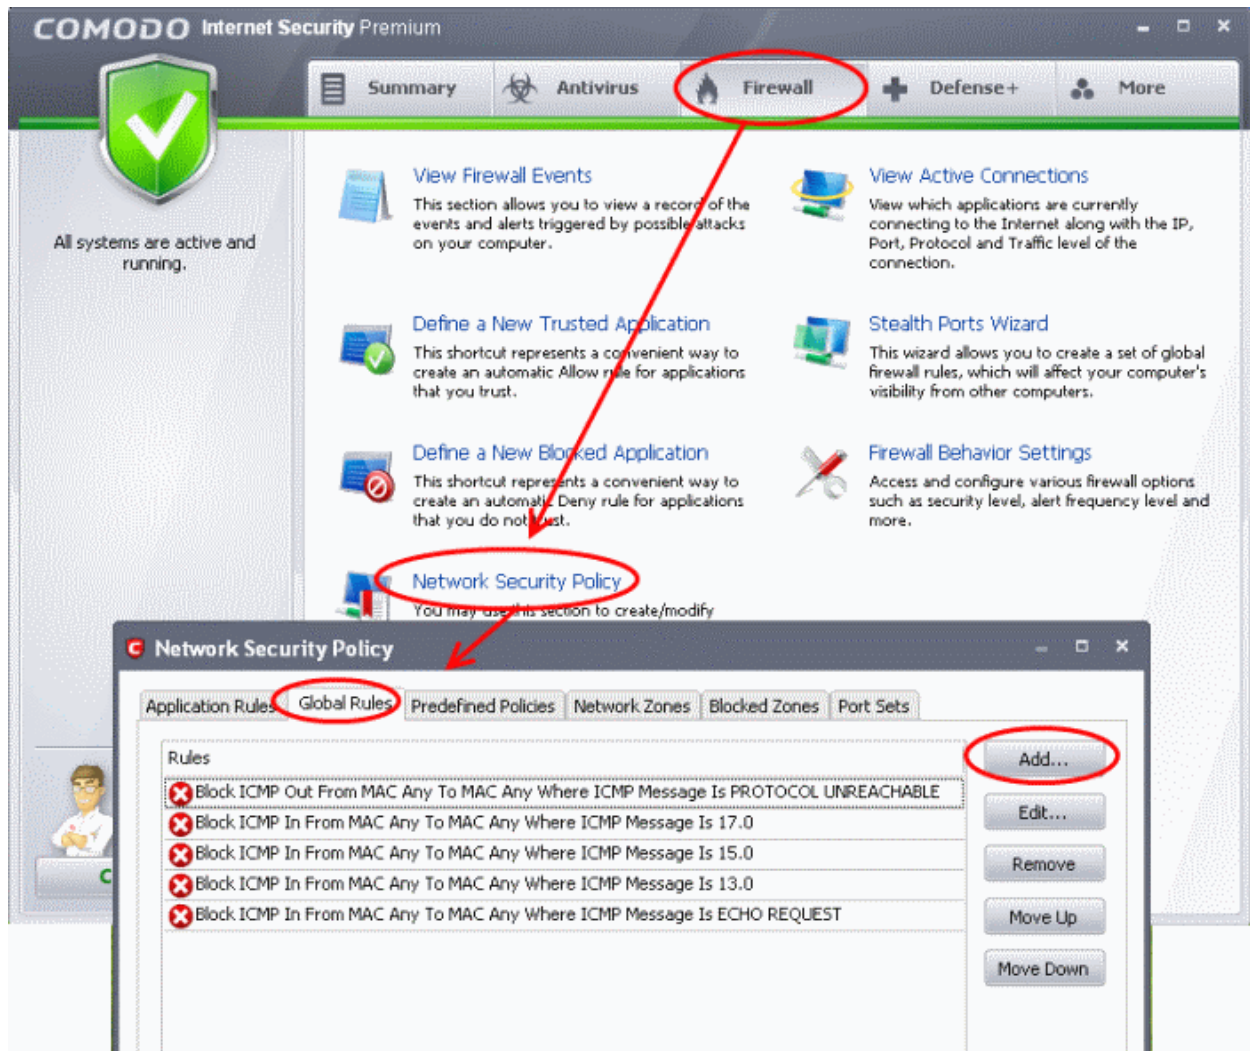 COMODO Internet Security Premium
Summary
Antivirus
Firewall
Defense+
More
All systems are active and
running.
View Firewall Events
This section allows you to view a record of the
events and alerts triggered by possible attacks
on your computer.
View Active Connections
View which applications are currently
connecting to the Internet along with the IP,
Port, Protocol and Traffic level of the
connection.
Define a New Trusted Application
This shortcut represents a convenient way to
create an automatic Allow rule for applications
that you trust.
Stealth Ports Wizard
This wizard allows you to create a set of global
firewall rules, which will affect your computer's
visibility from other computers.
Define a New Blocked Application
This shortcut represents a convenient way to
create an automatic Deny rule for applications
that you do not trust.
Firewall Behavior Settings
Access and configure various firewall options
such as security level, alert frequency level and
more.
Network Security Policy
You may use this section to create/modify
Network Security Policy
Application Rules
Global Rules
Predefined Policies
Network Zones
Blocked Zones
Port Sets
Rules
Block ICMP Out From MAC Any To MAC Any Where ICMP Message Is PROTOCOL UNREACHABLE
Block ICMP In From MAC Any To MAC Any Where ICMP Message Is 17.0
Block ICMP In From MAC Any To MAC Any Where ICMP Message Is 15.0
Block ICMP In From MAC Any To MAC Any Where ICMP Message Is 13.0
Block ICMP In From MAC Any To MAC Any Where ICMP Message Is ECHO REQUEST
Add...
Edit...
Remove
Move Up
Move Down